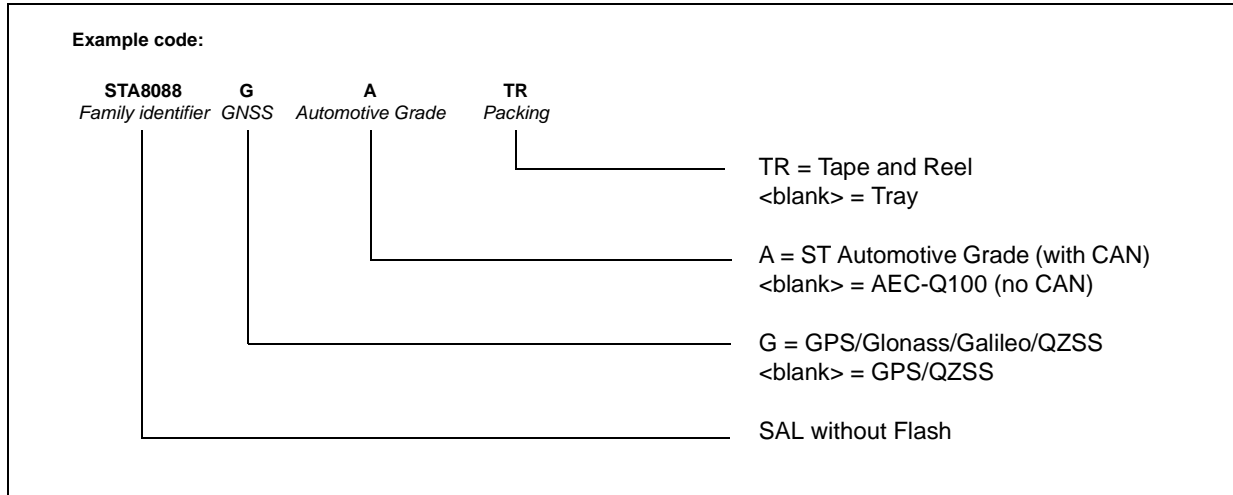 Example code:
STA8088 G A TR
Family identifier GNSS Automotive Grade Packing
TR = Tape and Reel
<blank> = Tray
A = ST Automotive Grade (with CAN)
<blank> = AEC-Q100 (no CAN)
G = GPS/Glonass/Galileo/QZSS
<blank> = GPS/QZSS
SAL without Flash